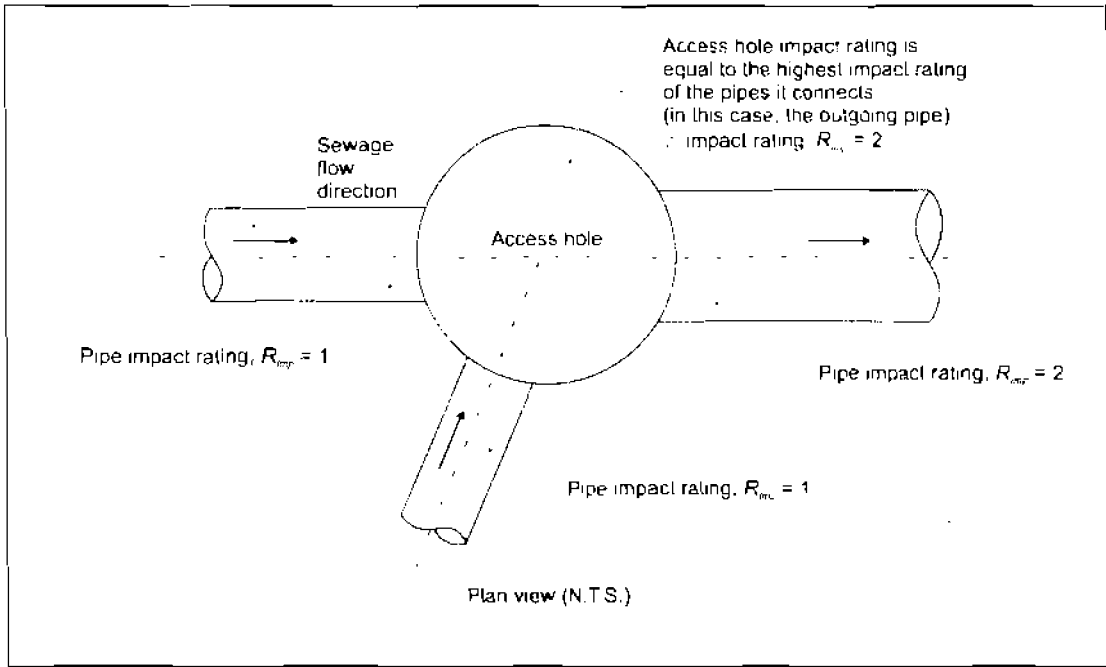 Access hole impact rating is
equal to the highest impact rating
of the pipes it connects
(in this case, the outgoing pipe)
∴ impact rating R = 2
Sewage
flow
direction
Access hole
Pipe impact rating, R = 1
Pipe impact rating, R = 2
Pipe impact rating, R = 1
Plan view (N.T.S.)